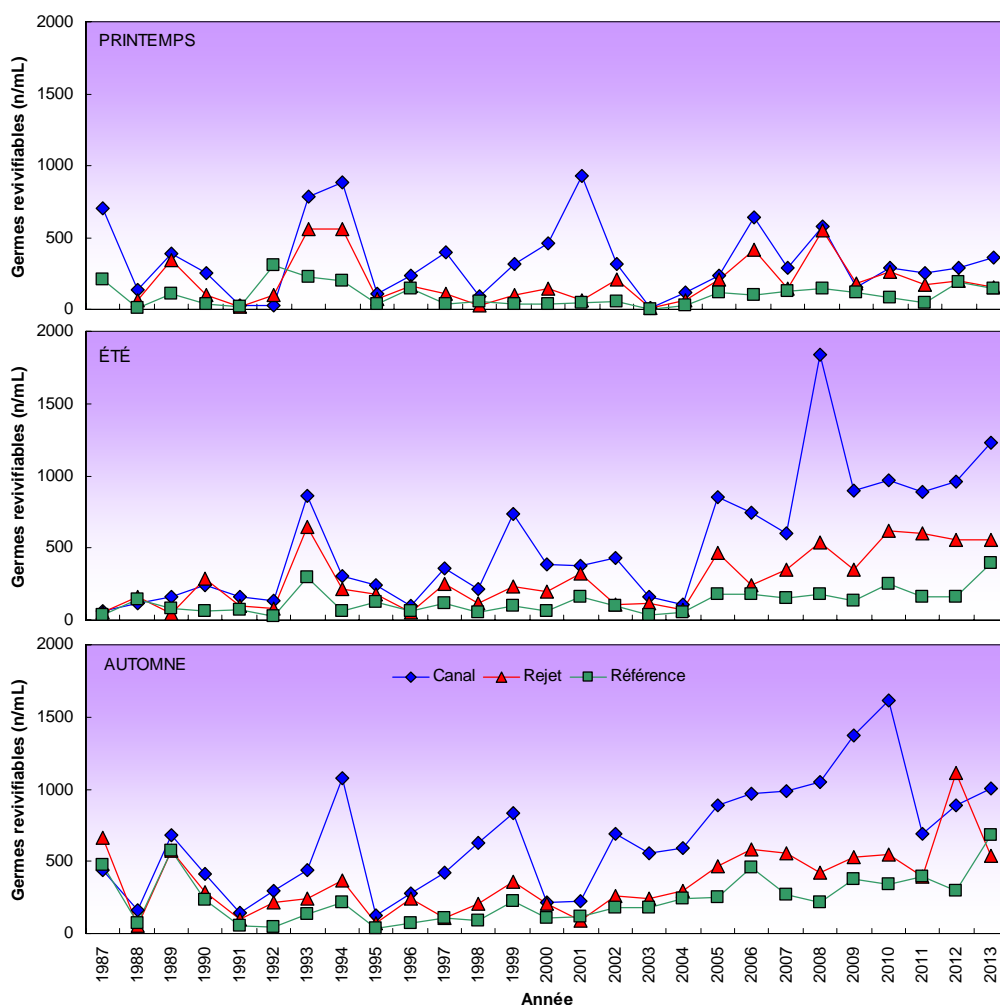 PRINTEMPS
Germes revivifiables (n/mL)
2000
1500
1000
500
0
ÉTÉ
Germes revivifiables (n/mL)
2000
1500
1000
500
0
AUTOMNE
Canal Rejet Référence
Germes revivifiables (n/mL)
2000
1500
1000
500
0
1987 1988 1989 1990 1991 1992 1993 1994 1995 1996 1997 1998 1999 2000 2001 2002 2003 2004 2005 2006 2007 2008 2009 2010 2011 2012 2013
Année